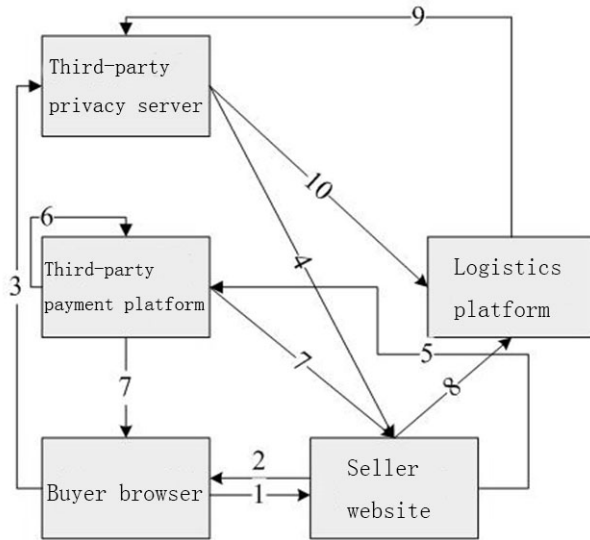 9
Third-party
privacy server
10
6
4
3
Third-party
payment platform
Logistics
platform
7
5
7
8
2
1
Buyer browser
Seller
website